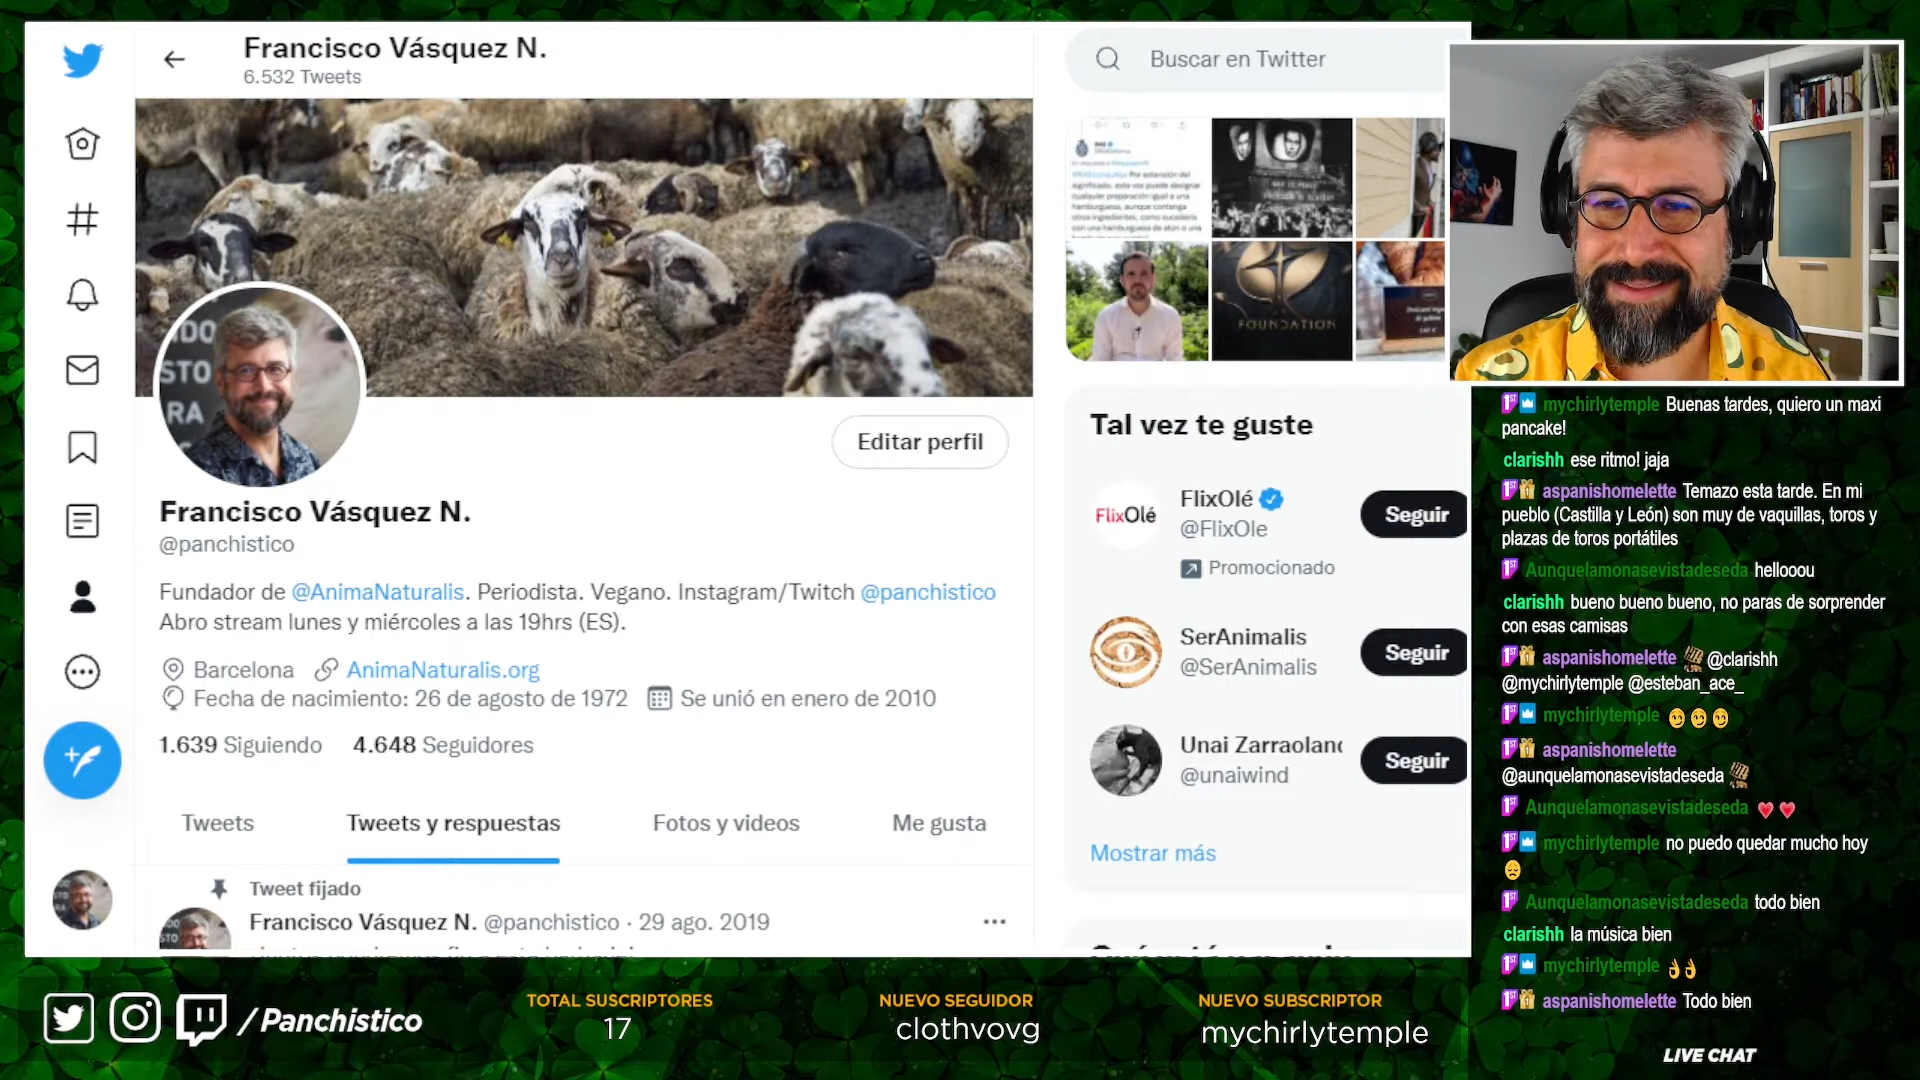 Francisco Vásquez N.
6.532 Tweets
Buscar en Twitter
FOUNDATION
Editar perfil
Francisco Vásquez N.
@panchistico
Fundador de @AnimaNaturalis. Periodista. Vegano. Instagram/Twitch @panchistico
Abro stream lunes y miércoles a las 19hrs (ES).
Barcelona AnimaNaturalis.org
Fecha de nacimiento: 26 de agosto de 1972 Se unió en enero de 2010
1.639 Siguiendo 4.648 Seguidores
Tweets Tweets y respuestas Fotos y videos Me gusta
Tweet fijado
Francisco Vásquez N. @panchistico · 29 ago. 2019
Tal vez te guste
FlixOlé
FlixOlé
@FlixOle
Seguir
Promocionado
SerAnimalis
@SerAnimalis
Seguir
Unai Zarraolan
@unaiwind
Seguir
Mostrar más
mychirlytemple Buenas tardes, quiero un maxi
pancake!
clarishh ese ritmo! jaja
aspanishomelette Temazo esta tarde. En mi
pueblo (Castilla y León) son muy de vaquillas, toros y
plazas de toros portátiles
Aunquelamonasevistadeseda hellooou
clarishh bueno bueno bueno, no paras de sorprender
con esas camisas
aspanishomelette @clarishh
@mychirlytemple @esteban_ace_
mychirlytemple
aspanishomelette
@aunquelamonasevistadeseda
Aunquelamonasevistadeseda
mychirlytemple no puedo quedar mucho hoy
Aunquelamonasevistadeseda todo bien
clarishh la música bien
mychirlytemple
aspanishomelette Todo bien
LIVE CHAT
/Panchistico
TOTAL SUSCRIPTORES
17
NUEVO SEGUIDOR
clothvovg
NUEVO SUBSCRIPTOR
mychirlytemple